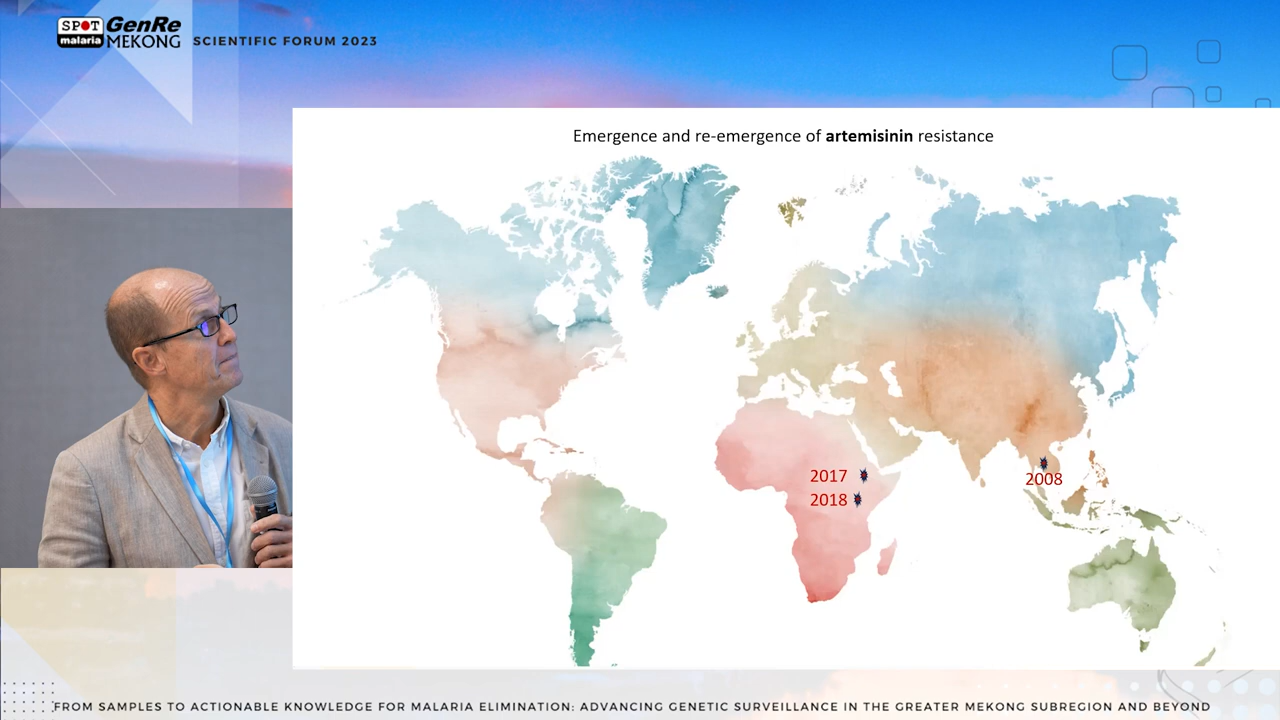 SPOT malaria GenRe MEKONG SCIENTIFIC FORUM 2023
Emergence and re-emergence of artemisinin resistance
2017
2018
2008
FROM SAMPLES TO ACTIONABLE KNOWLEDGE FOR MALARIA ELIMINATION: ADVANCING GENETIC SURVEILLANCE IN THE GREATER MEKONG SUBREGION AND BEYOND